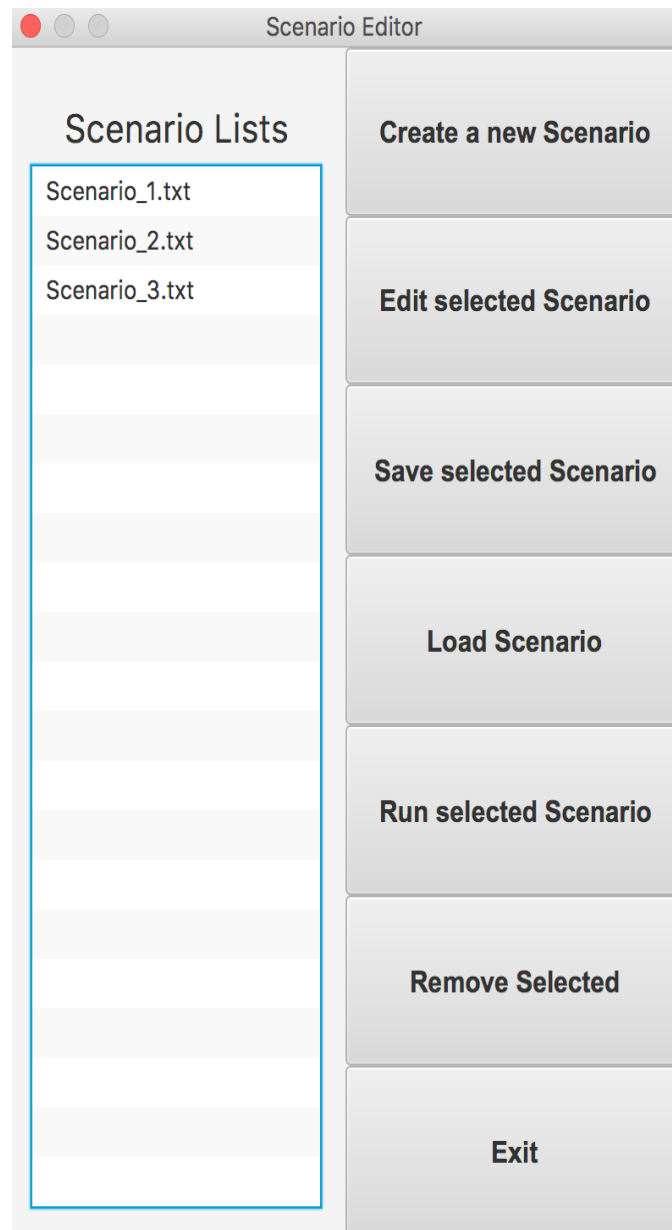 Scenario Editor
Scenario Lists
Scenario_1.txt
Scenario_2.txt
Scenario_3.txt
Create a new Scenario
Edit selected Scenario
Save selected Scenario
Load Scenario
Run selected Scenario
Remove Selected
Exit